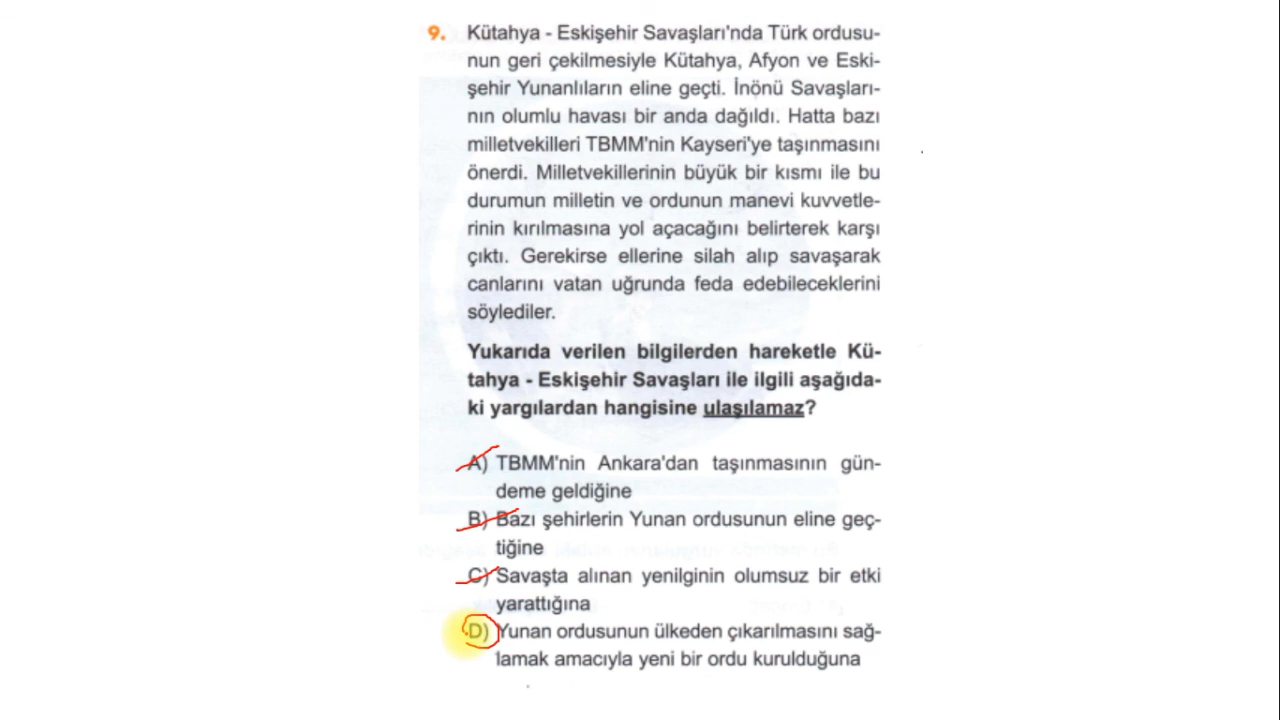 9. Kütahya - Eskişehir Savaşları'nda Türk ordusu-
nun geri çekilmesiyle Kütahya, Afyon ve Eski-
şehir Yunanlıların eline geçti. İnönü Savaşları-
nın olumlu havası bir anda dağıldı. Hatta bazı
milletvekilleri TBMM'nin Kayseri'ye taşınmasını
önerdi. Milletvekillerinin büyük bir kısmı ile bu
durumun milletin ve ordunun manevi kuvvetle-
rinin kırılmasına yol açacağını belirterek karşı
çıktı. Gerekirse ellerine silah alıp savaşarak
canlarını vatan uğrunda feda edebileceklerini
söylediler.
Yukarıda verilen bilgilerden hareketle Kü-
tahya - Eskişehir Savaşları ile ilgili aşağıda-
ki yargılardan hangisine ulaşılamaz?
A) TBMM'nin Ankara'dan taşınmasının gün-
deme geldiğine
B) Bazı şehirlerin Yunan ordusunun eline geç-
tiğine
C) Savaşta alınan yenilginin olumsuz bir etki
yarattığına
D) Yunan ordusunun ülkeden çıkarılmasını sağ-
lamak amacıyla yeni bir ordu kurulduğuna